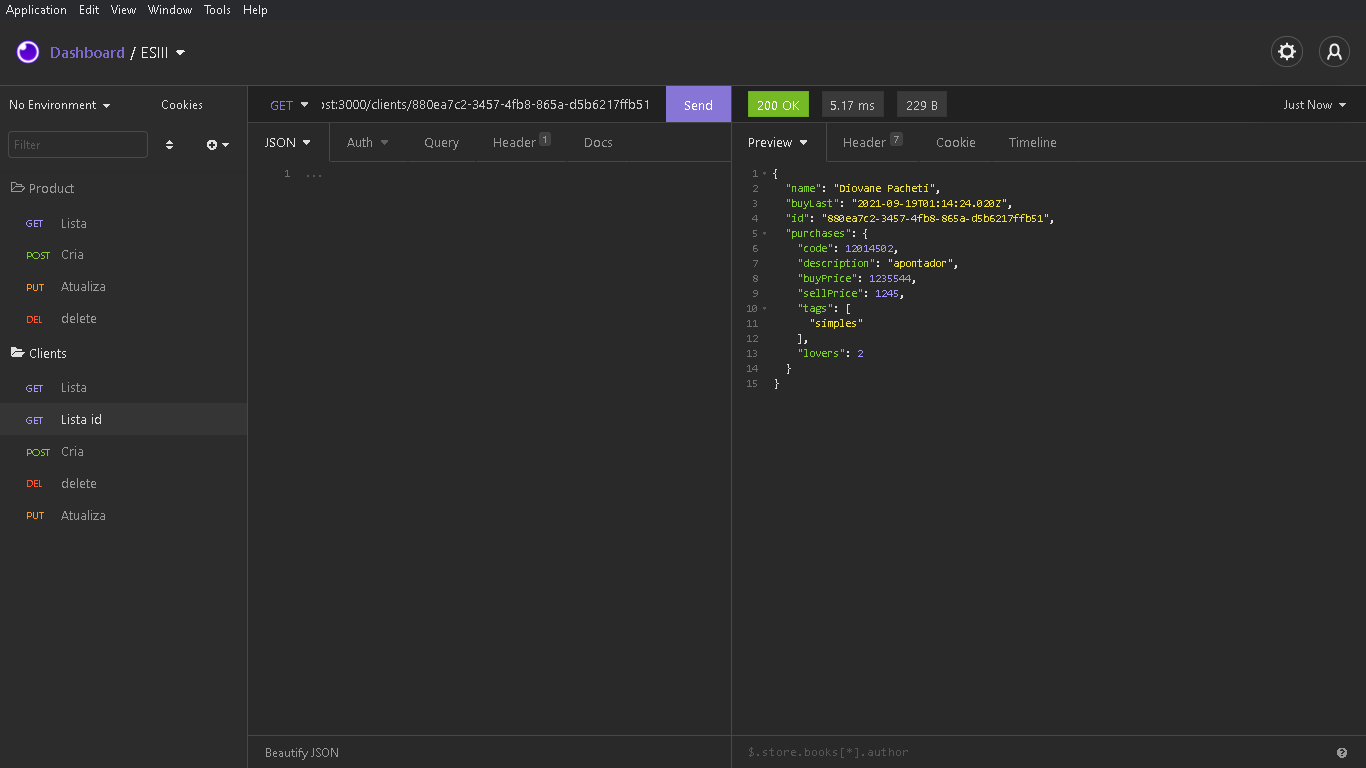 Application Edit View Window Tools Help
Dashboard / ESIII
No Environment Cookies
Filter
Product
GET Lista
POST Cria
PUT Atualiza
DEL delete
Clients
GET Lista
GET Lista id
POST Cria
DEL delete
PUT Atualiza
GET ost:3000/clients/880ea7c2-3457-4fb8-865a-d5b6217ffb51 Send
JSON Auth Query Header 1 Docs
1 ...
Beautify JSON
200 OK 5.17 ms 229 B Just Now
Preview Header 7 Cookie Timeline
1 {
2 "name": "Diovane Pacheti",
3 "buyLast": "2021-09-19T01:14:24.020Z",
4 "id": "880ea7c2-3457-4fb8-865a-d5b6217ffb51",
5 "purchases": {
6 "code": 12014502,
7 "description": "apontador",
8 "buyPrice": 1235544,
9 "sellPrice": 1245,
10 "tags": [
11 "simples"
12 ],
13 "lovers": 2
14 }
15 }
$.store.books[*].author